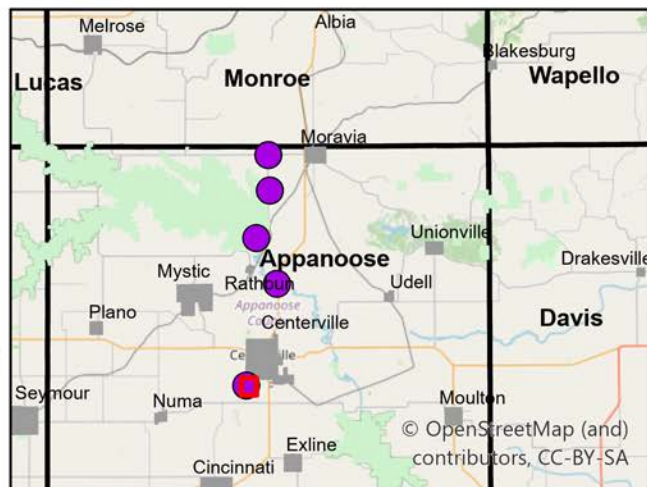 Melrose
Albia
Lucas
Monroe
Blakesburg
Wapello
Moravia
Unionville
Appanoose
Drakesville
Mystic
Rathbun
Udell
Appanoose
Plano
Centerville
Davis
Seymour
Numa
Moulton
© OpenStreetMap (and)
contributors, CC-BY-SA
Exline
Cincinnati